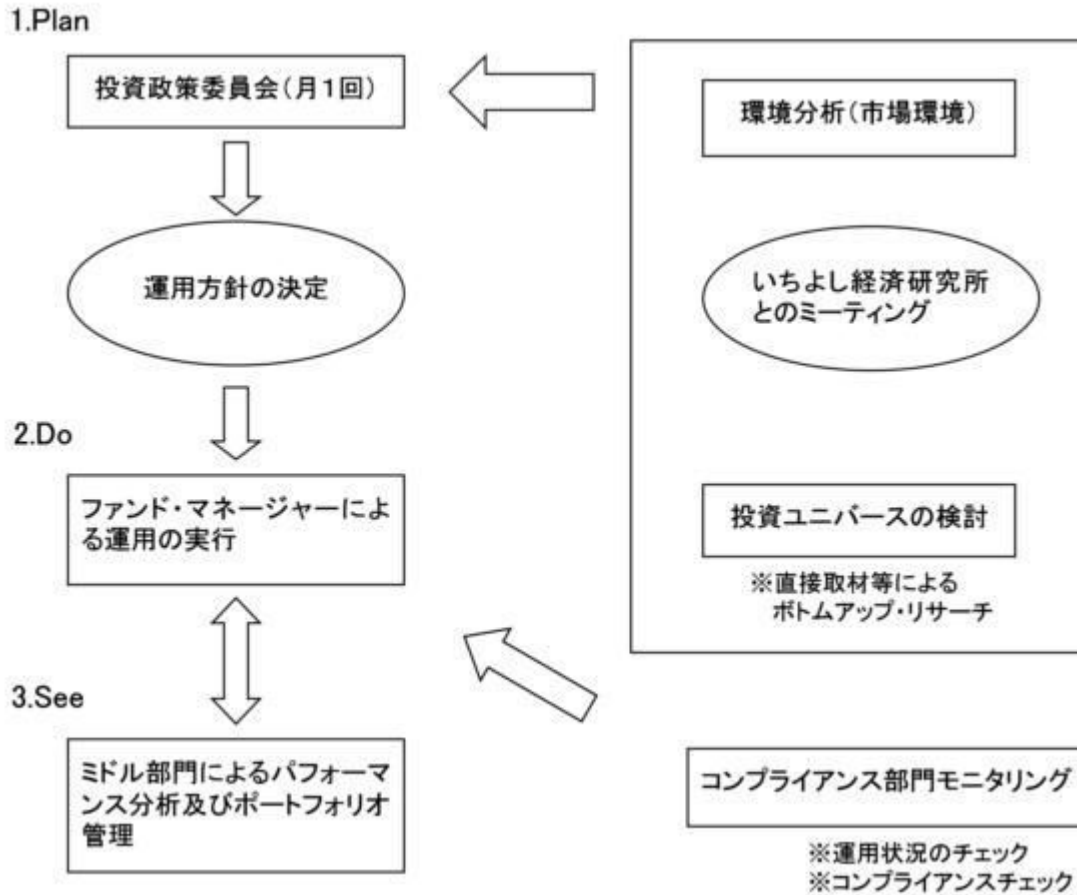 1.Plan
投資政策委員会(月1回)
運用方針の決定
2.Do
ファンド・マネージャーによ
る運用の実行
3.See
ミドル部門によるパフォーマ
ンス分析及びポートフォリオ
管理
環境分析(市場環境)
いちよし経済研究所
とのミーティング
投資ユニバースの検討
※直接取材等による
ボトムアップ・リサーチ
コンプライアンス部門モニタリング
※運用状況のチェック
※コンプライアンスチェック